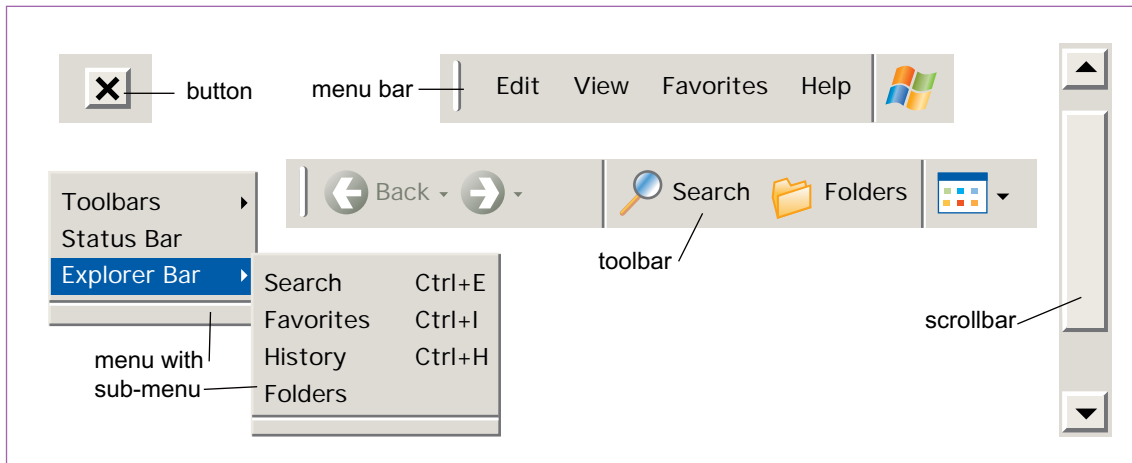 button
menu bar
Edit View Favorites Help
Back
Search
Folders
toolbar
Toolbars
Status Bar
Explorer Bar
Search Ctrl+E
Favorites Ctrl+I
History Ctrl+H
Folders
menu with
sub-menu
scrollbar